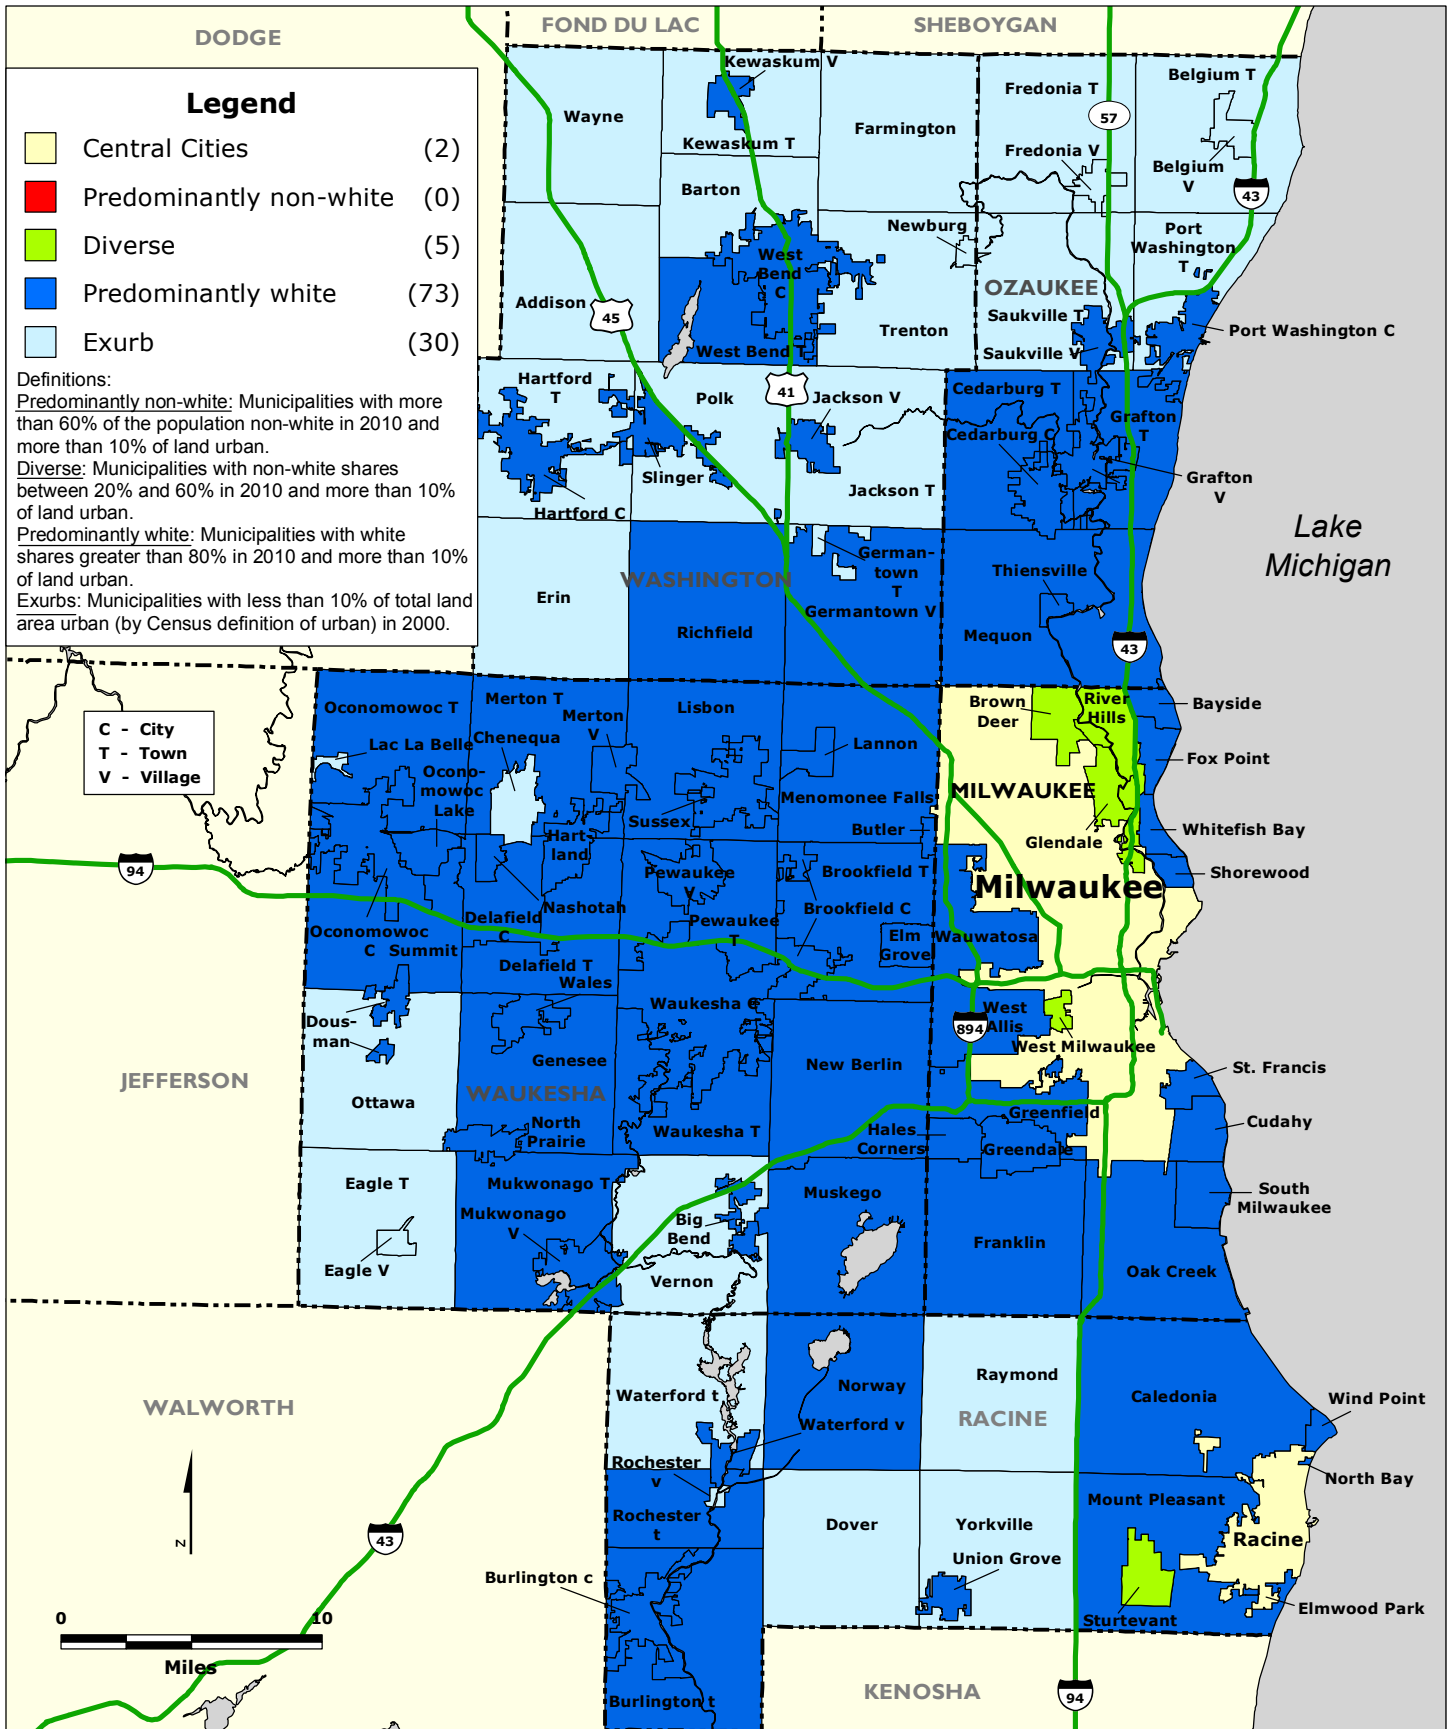 DODGE
FOND DU LAC
SHEBOYGAN
Legend
Central Cities (2)
Predominantly non-white (0)
Diverse (5)
Predominantly white (73)
Exurb (30)
Definitions:
Predominantly non-white: Municipalities with more
than 60% of the population non-white in 2010 and
more than 10% of land urban.
Diverse: Municipalities with non-white shares
between 20% and 60% in 2010 and more than 10%
of land urban.
Predominantly white: Municipalities with white
shares greater than 80% in 2010 and more than 10%
of land urban.
Exurbs: Municipalities with less than 10% of total land
area urban (by Census definition of urban) in 2000.
C - City
T - Town
V - Village
Kewaskum V
Wayne
Kewaskum T
Farmington
Fredonia T
57
Belgium T
Fredonia V
Belgium
V
43
Barton
Newburg
Port
Washington
T
West
Bend
C
OZAUKEE
Addison
45
Trenton
Saukville T
Port Washington C
West Bend T
Saukville V
Hartford
T
Polk
41
Jackson V
Cedarburg T
Grafton
T
Cedarburg C
Slinger
Jackson T
Grafton
V
Hartford C
Lake
Michigan
German-
town
T
WASHINGTON
Erin
Thiensville
Germantown V
Richfield
Mequon
43
Oconomowoc T
Merton T
Merton
V
Lisbon
Brown
Deer
River
Hills
Bayside
Lac La Belle
Chenequa
Lannon
Fox Point
Ocono-
mowoc
Lake
MILWAUKEE
Menomonee Falls
Sussex
Butler
Whitefish Bay
Hart-
land
Glendale
94
Pewaukee
V
Brookfield T
Shorewood
Milwaukee
Nashotah
Brookfield C
Delafield
C
Pewaukee
T
Oconomowoc
C
Summit
Elm
Grove
Wauwatosa
Delafield T
Wales
Waukesha C
West
Allis
Dous-
man
894
West Milwaukee
Genesee
New Berlin
St. Francis
JEFFERSON
WAUKESHA
Ottawa
Greenfield
Cudahy
North
Prairie
Waukesha T
Hales
Corners
Greendale
Eagle T
Mukwonago T
Muskego
South
Milwaukee
Mukwonago
V
Big
Bend
Franklin
Eagle V
Vernon
Oak Creek
Raymond
Waterford t
Norway
Caledonia
Wind Point
WALWORTH
RACINE
Waterford v
Rochester
v
North Bay
Mount Pleasant
Rochester
t
Dover
Yorkville
Racine
N
43
Union Grove
Burlington c
Elmwood Park
Sturtevant
0 10
Miles
KENOSHA
94
Burlington t